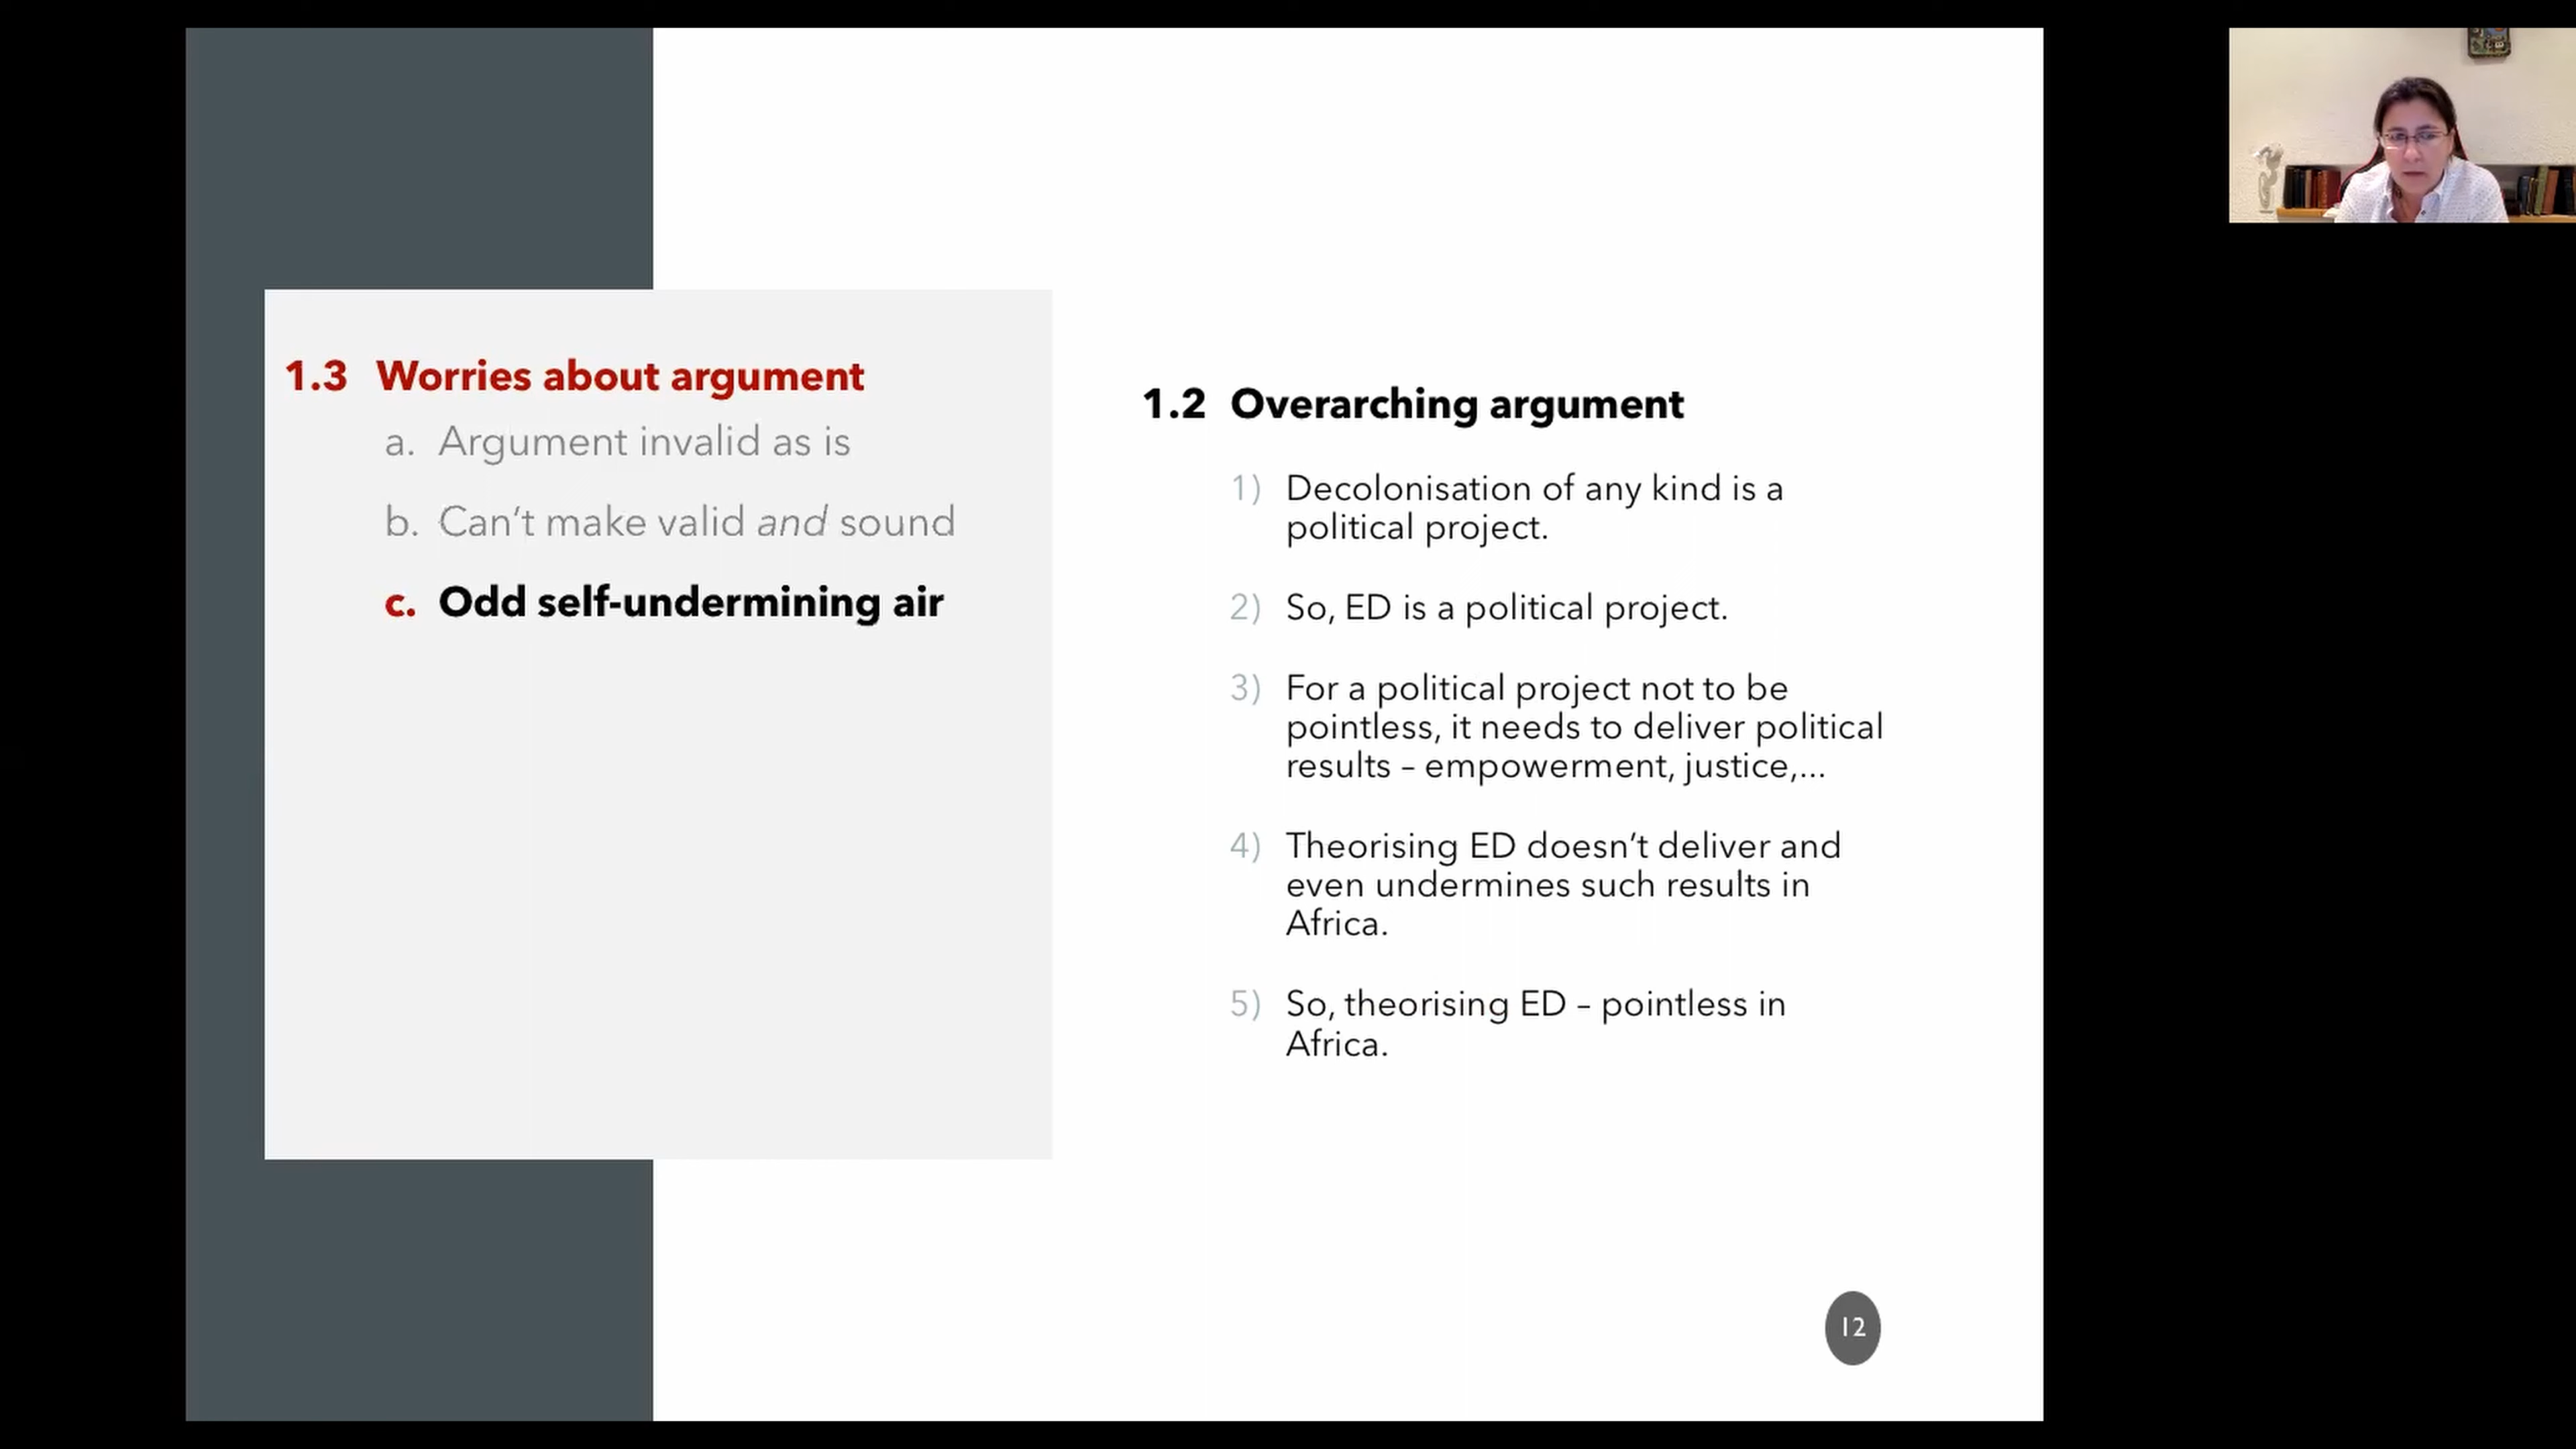 1.3 Worries about argument
a. Argument invalid as is
b. Can't make valid and sound
c. Odd self-undermining air
1.2 Overarching argument
1) Decolonisation of any kind is a
political project.
2) So, ED is a political project.
3) For a political project not to be
pointless, it needs to deliver political
results – empowerment, justice,...
4) Theorising ED doesn't deliver and
even undermines such results in
Africa.
5) So, theorising ED – pointless in
Africa.
12